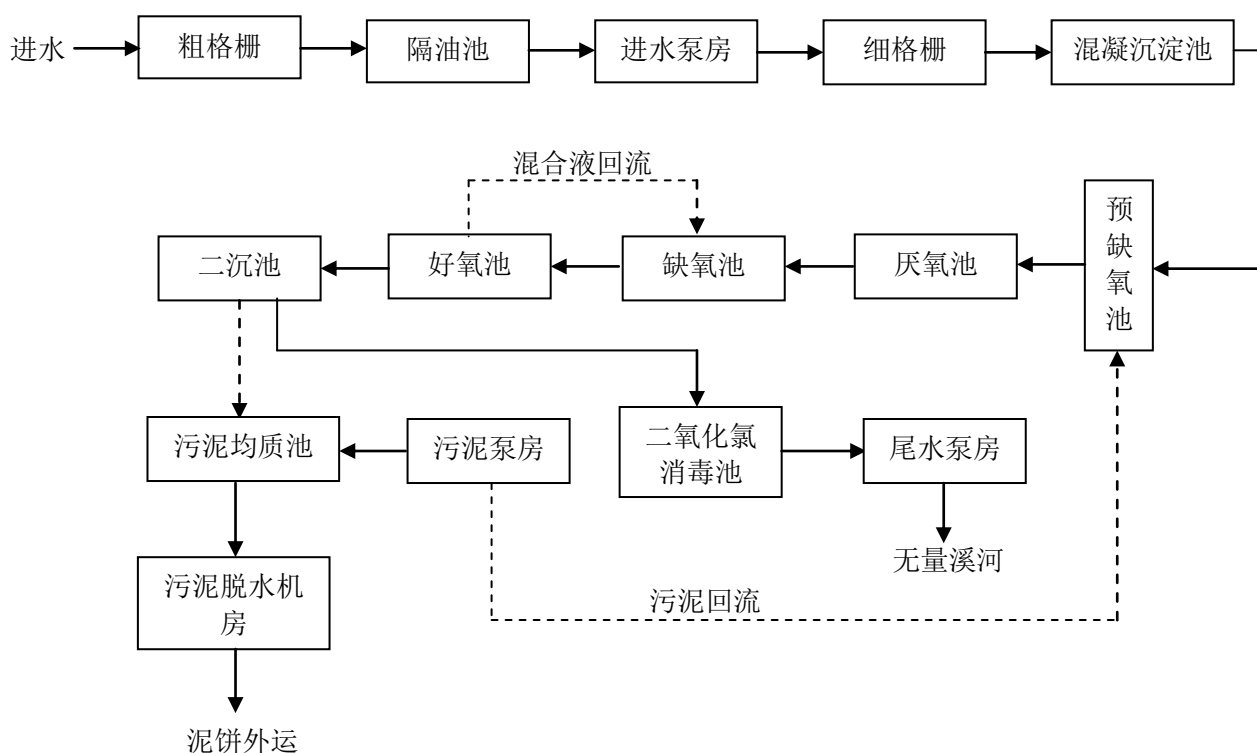 进水
粗格栅
隔油池
进水泵房
细格栅
混凝沉淀池
混合液回流
二沉池
好氧池
缺氧池
厌氧池
预
缺
氧
池
污泥均质池
污泥泵房
二氧化氯
消毒池
尾水泵房
无量溪河
污泥脱水机
房
污泥回流
泥饼外运